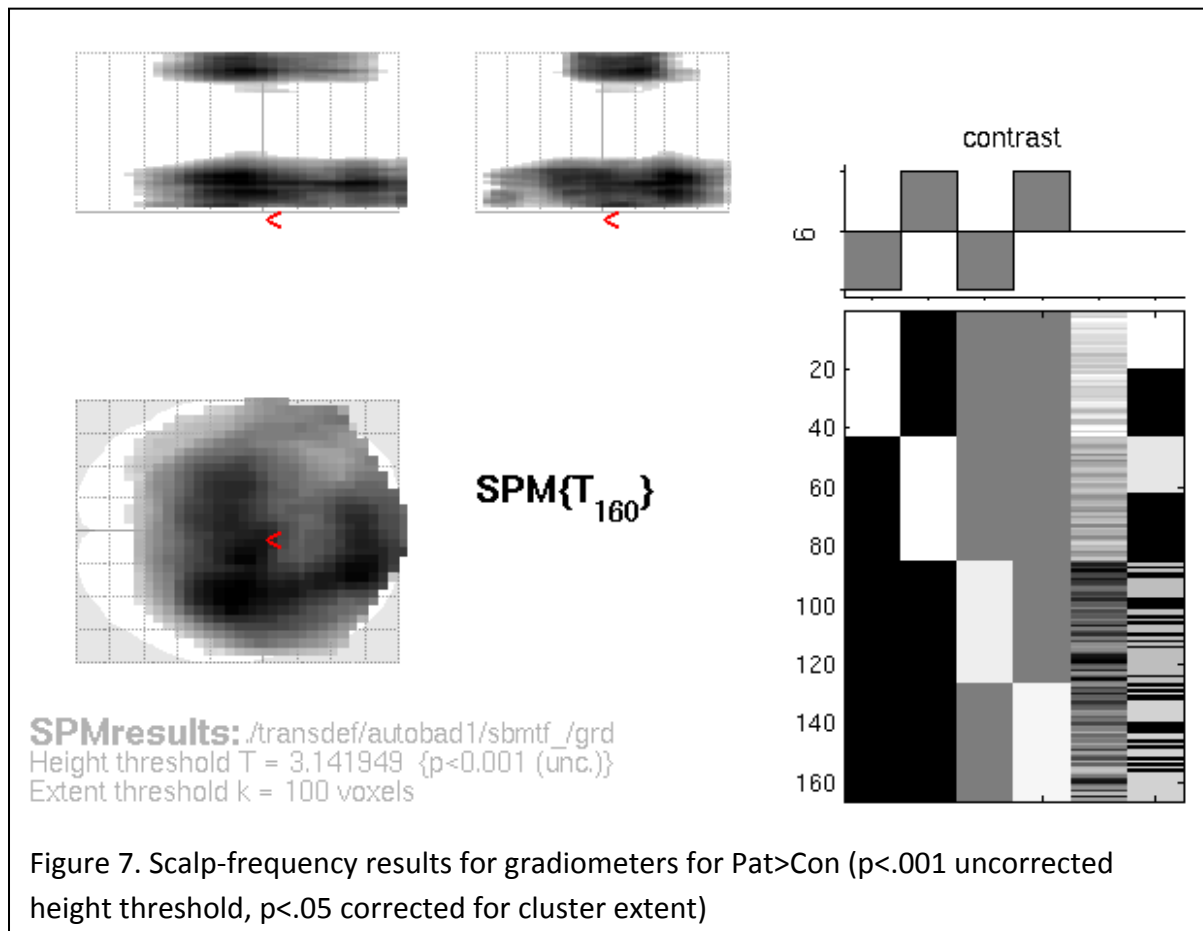 contrast
6
20
40
60
80
100
120
140
160
SPM{T160}
SPMresults: ./transdef/autobad1/sbmtf_/grd
Height threshold T = 3.141949 {p<0.001 (unc.)}
Extent threshold k = 100 voxels
Figure 7. Scalp-frequency results for gradiometers for Pat>Con (p<.001 uncorrected
height threshold, p<.05 corrected for cluster extent)